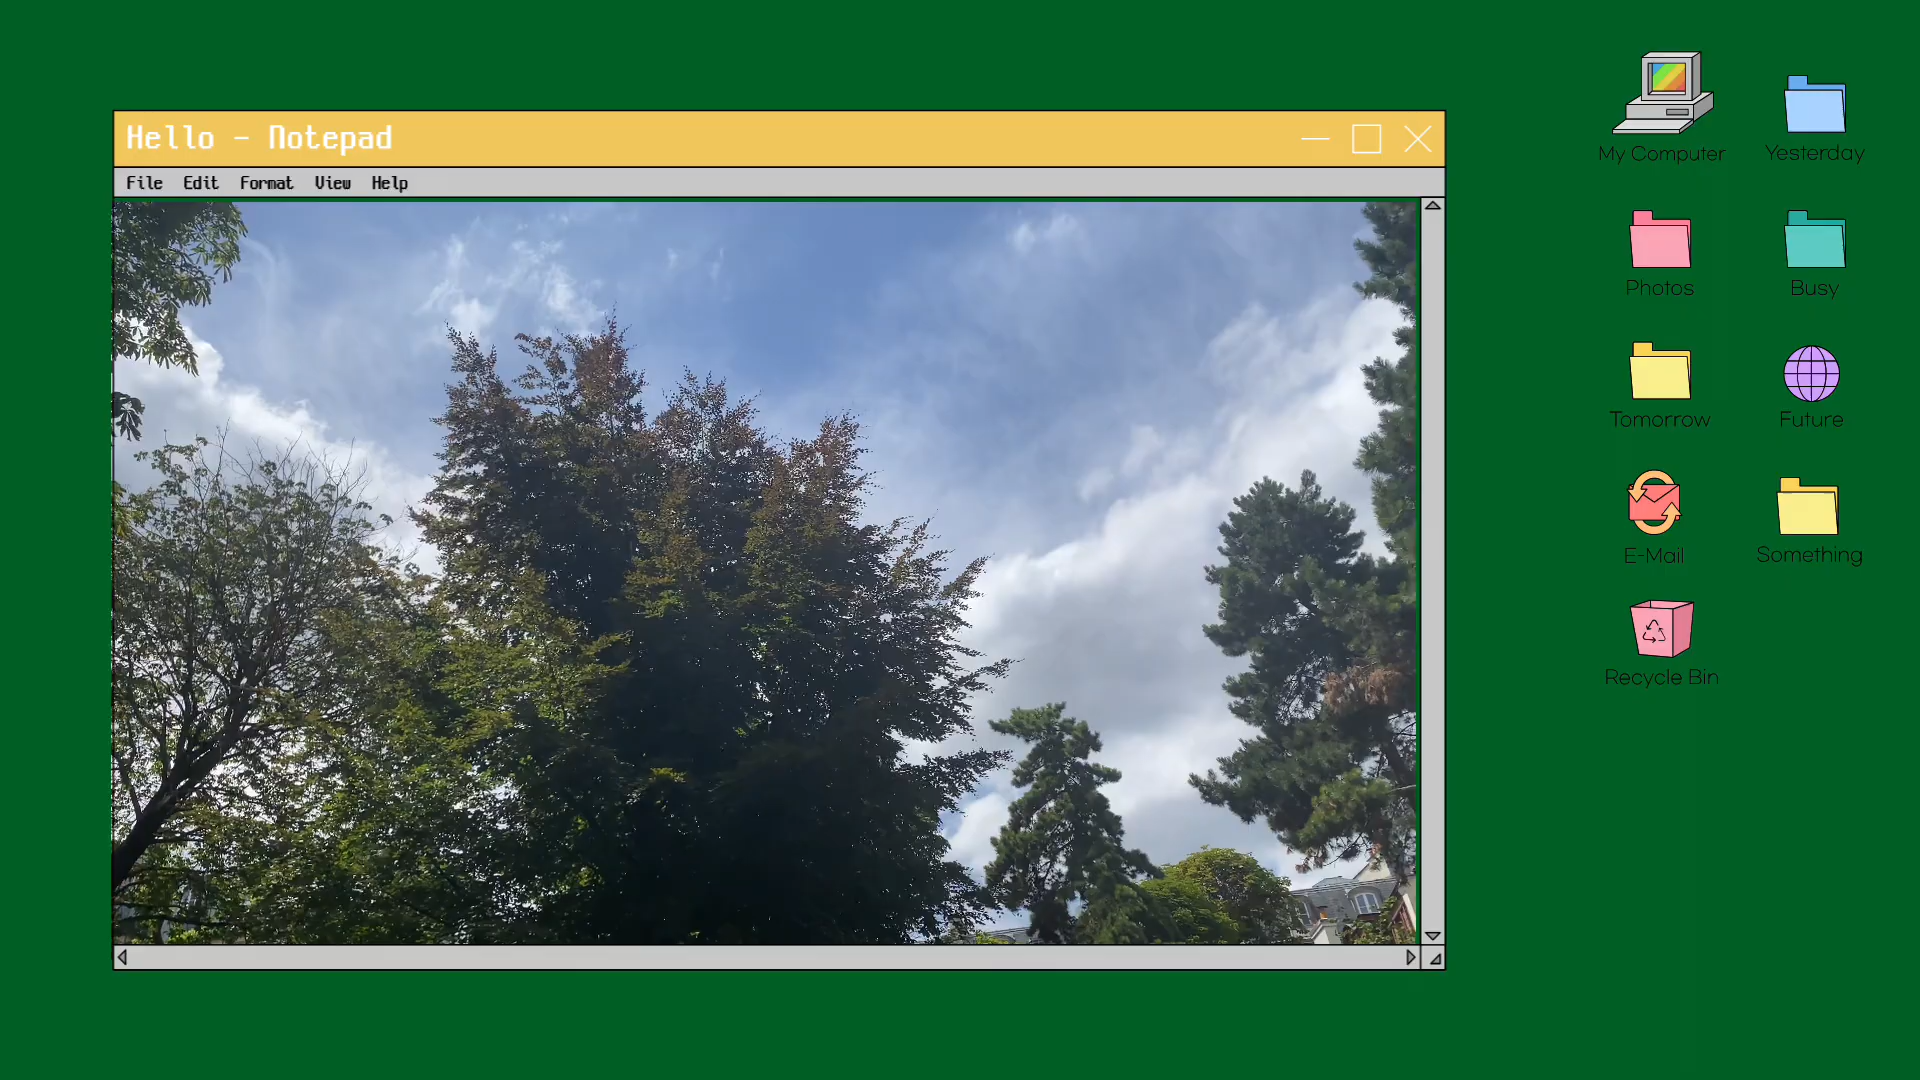 Hello - Notepad
File Edit Format View Help
My Computer
Yesterday
Photos
Busy
Tomorrow
Future
E-Mail
Something
Recycle Bin